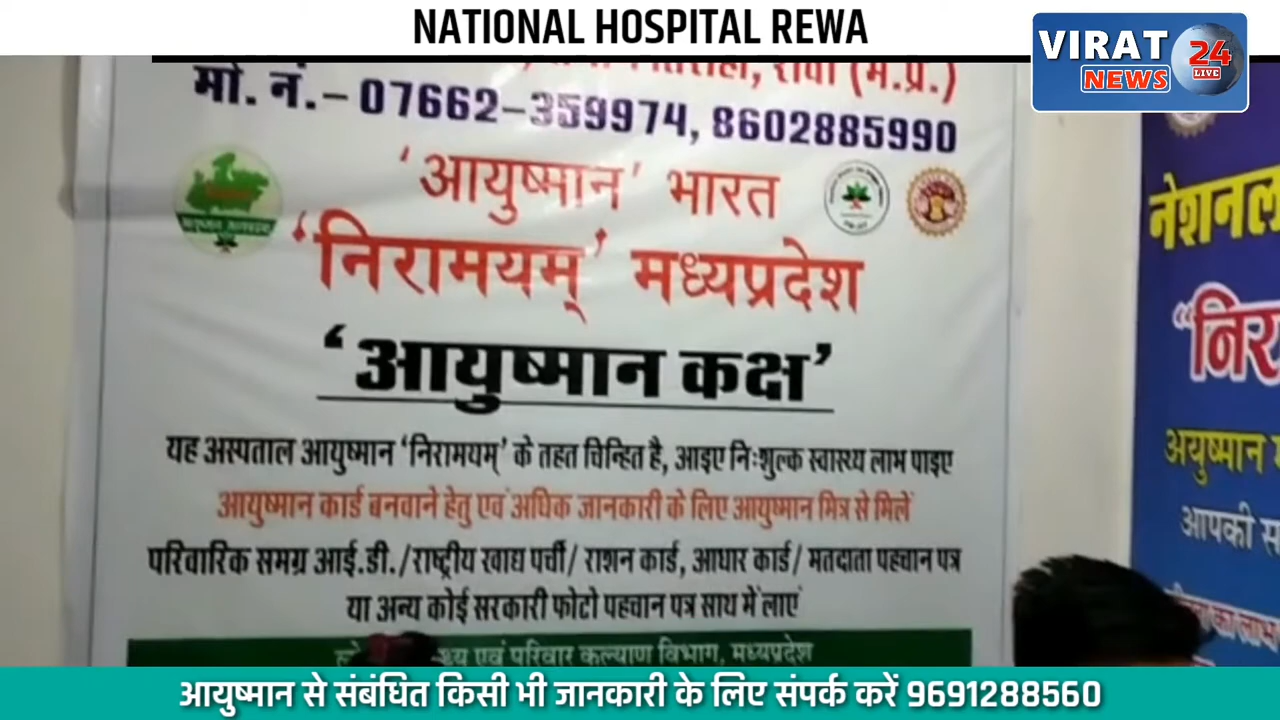 NATIONAL HOSPITAL REWA
VIRAT
NEWS
24
LIVE
रीवा (म.प्र.)
मो. नं.– 07662-359974, 8602885990
'आयुष्मान' भारत
'निरामयम्' मध्यप्रदेश
'आयुष्मान कक्ष'
यह अस्पताल आयुष्मान 'निरामयम्' के तहत चिन्हित है, आइए निःशुल्क स्वास्थ्य लाभ पाइए
आयुष्मान कार्ड बनवाने हेतु एवं अधिक जानकारी के लिए आयुष्मान मित्र से मिलें
परिवारिक समग्र आई.डी./राष्ट्रीय खाद्य पर्ची/ राशन कार्ड, आधार कार्ड/ मतदाता पहचान पत्र
या अन्य कोई सरकारी फोटो पहचान पत्र साथ में लाएं
एवं परिवार कल्याण विभाग, मध्यप्रदेश
नेशनल
"निरा
अयुष्मान
आपकी
का लाभ
आयुष्मान से संबंधित किसी भी जानकारी के लिए संपर्क करें 9691288560